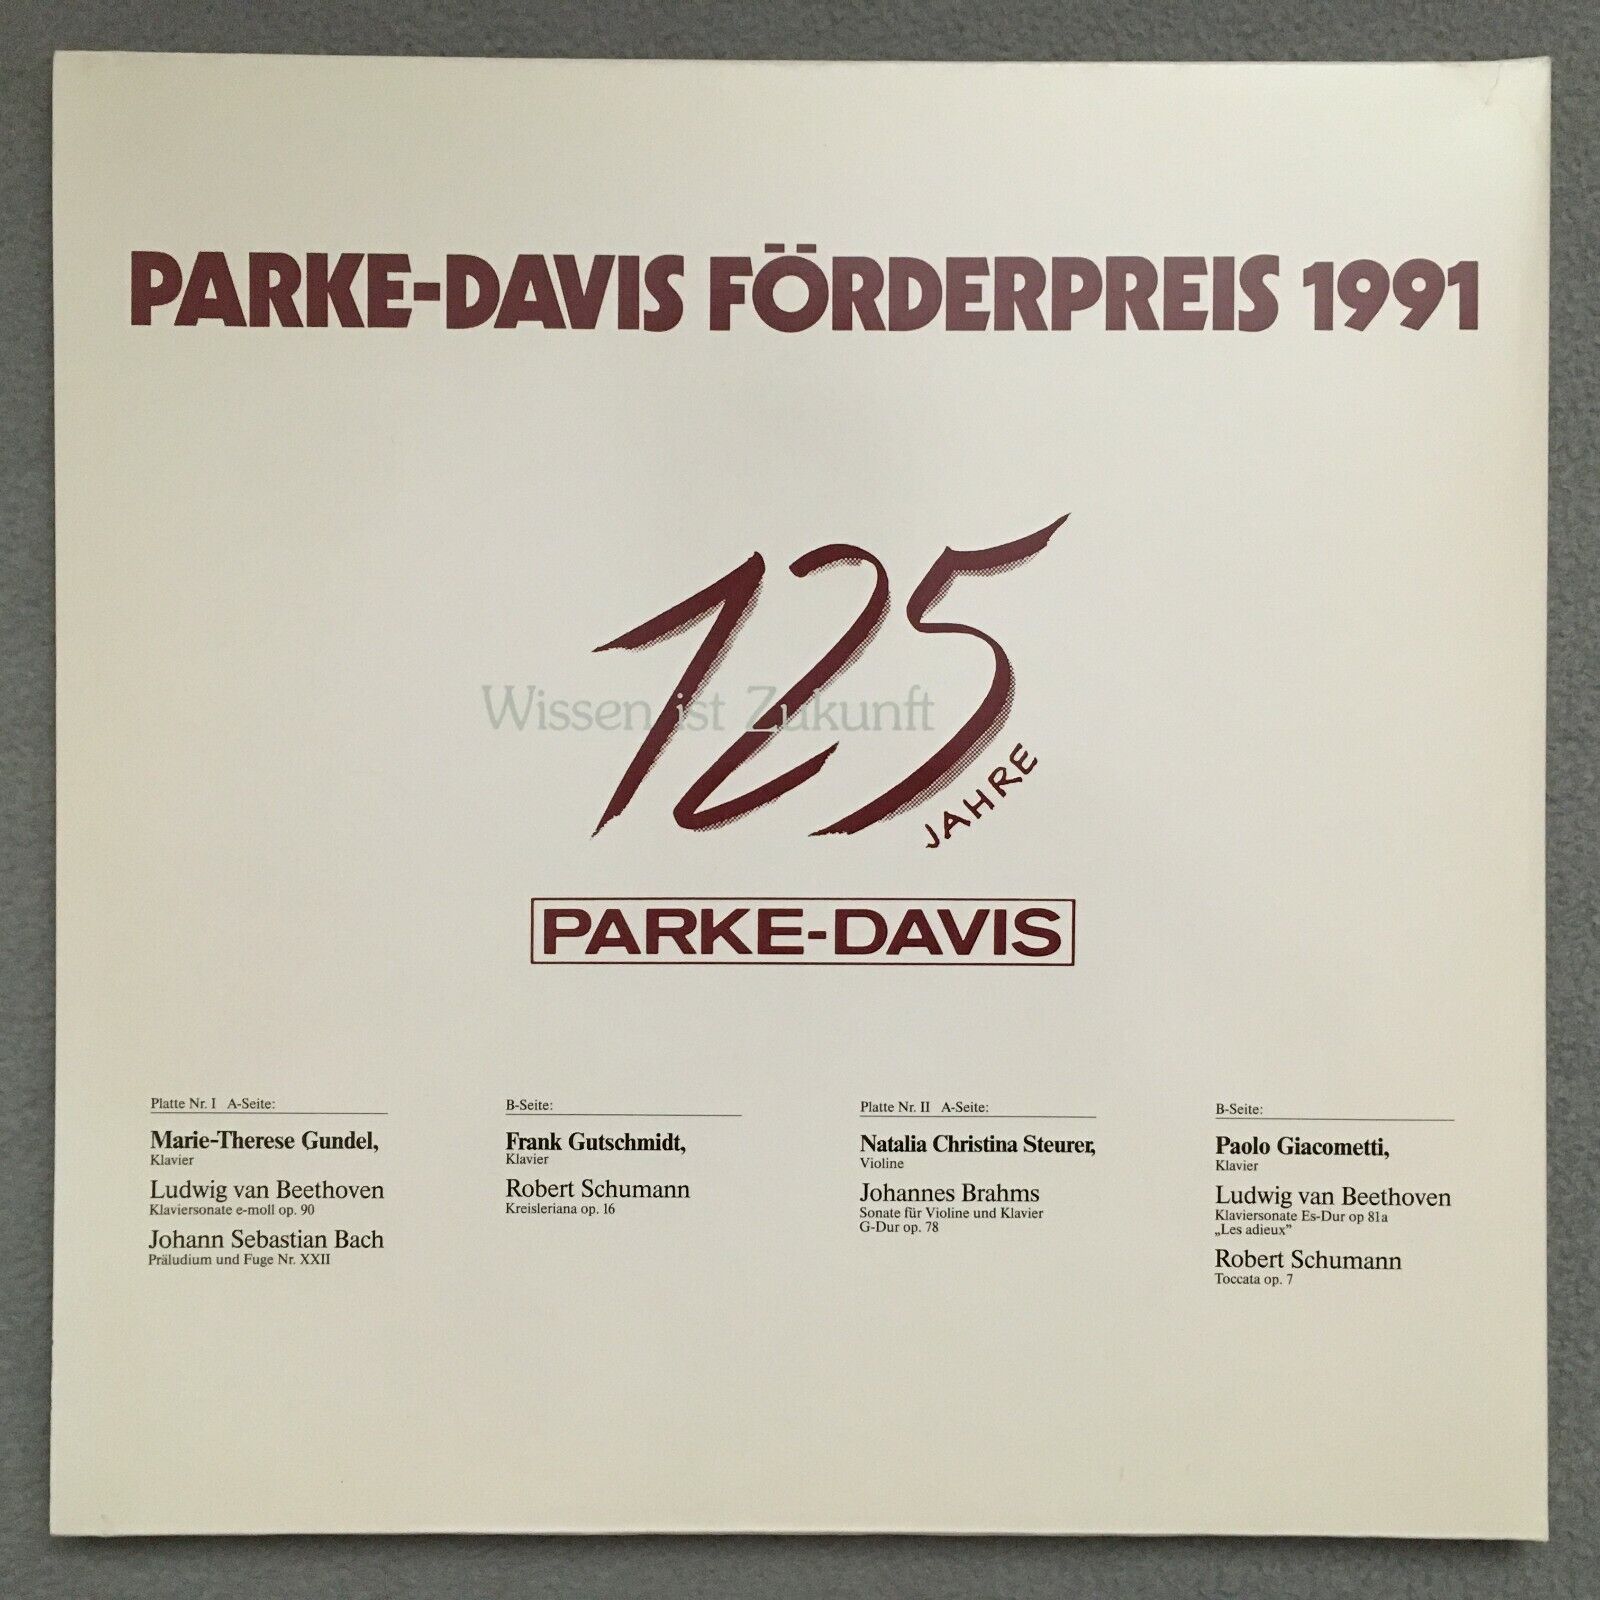 PARKE-DAVIS FÖRDERPREIS 1991
125
Wissen ist Zukunft
JAHRE
PARKE-DAVIS
Platte Nr. I A-Seite:
Marie-Therese Gundel,
Klavier
Ludwig van Beethoven
Klaviersonate e-moll op. 90
Johann Sebastian Bach
Präludium und Fuge Nr. XXII
B-Seite:
Frank Gutschmidt,
Klavier
Robert Schumann
Kreisleriana op. 16
Platte Nr. II A-Seite:
Natalia Christina Steurer,
Violine
Johannes Brahms
Sonate für Violine und Klavier
G-Dur op. 78
B-Seite:
Paolo Giacometti,
Klavier
Ludwig van Beethoven
Klaviersonate Es-Dur op 81a
„Les adieux”
Robert Schumann
Toccata op. 7